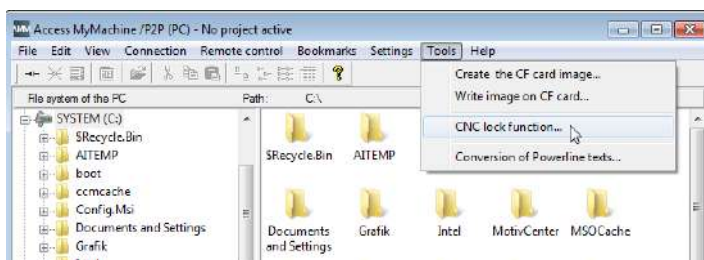 Access MyMachine /P2P (PC) - No project active
File Edit View Connection Remote control Bookmarks Settings Tools Help
Create the CF card image...
Write image on CF card...
CNC lock function...
Conversion of Powerline texts...
File system of the PC
Path: C:\
SYSTEM (C:)
$Recycle.Bin
AITEMP
boot
ccmcache
Config.Msi
Documents and Settings
Grafik
$Recycle.Bin AITEMP
Documents and Settings
Grafik
Intel
MotivCenter
MSOCache